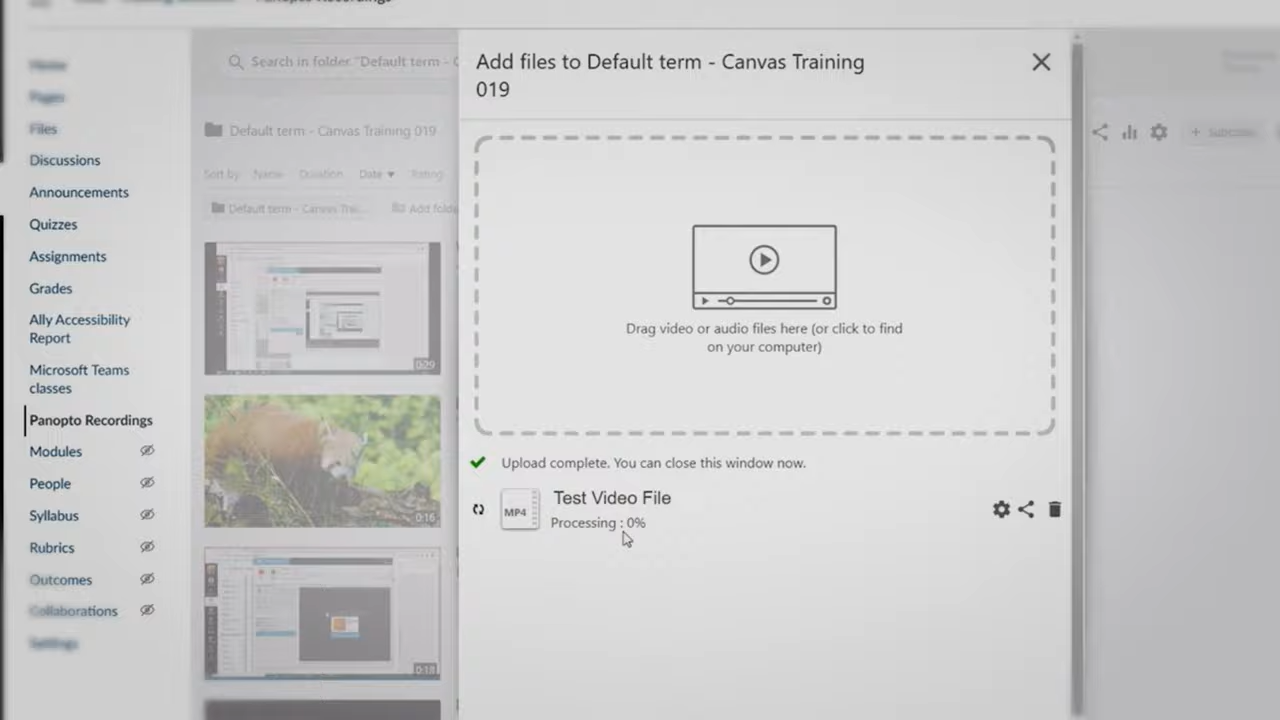 Panopto Recordings
Home
Pages
Files
Discussions
Announcements
Quizzes
Assignments
Grades
Ally Accessibility
Report
Microsoft Teams
classes
Panopto Recordings
Modules
People
Syllabus
Rubrics
Outcomes
Collaborations
Settings
Search in folder "Default term - C
Default term - Canvas Training 019
Sort by Name Duration Date Rating
Default term - Canvas Trai... Add folde
0:29
0:16
0:18
Add files to Default term - Canvas Training
019
Drag video or audio files here (or click to find
on your computer)
Upload complete. You can close this window now.
MP4
Test Video File
Processing : 0%